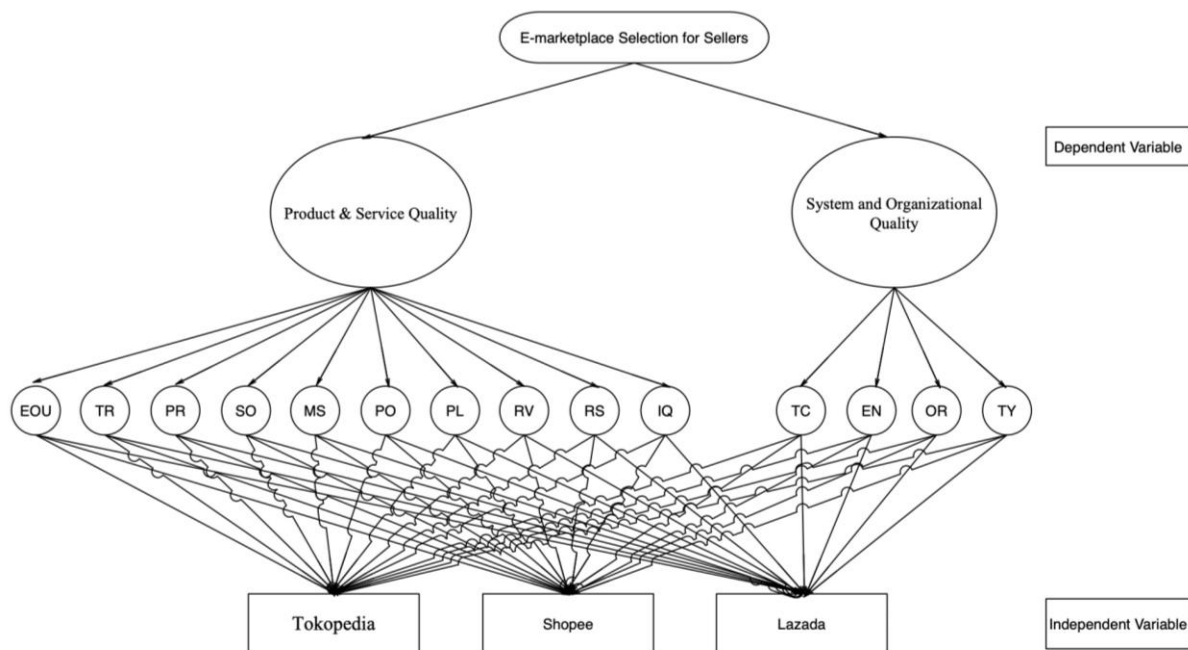 E-marketplace Selection for Sellers
Dependent Variable
Product & Service Quality
System and Organizational
Quality
EOU TR PR SO MS PO PL RV RS IQ TC EN OR TY
Tokopedia
Shopee
Lazada
Independent Variable